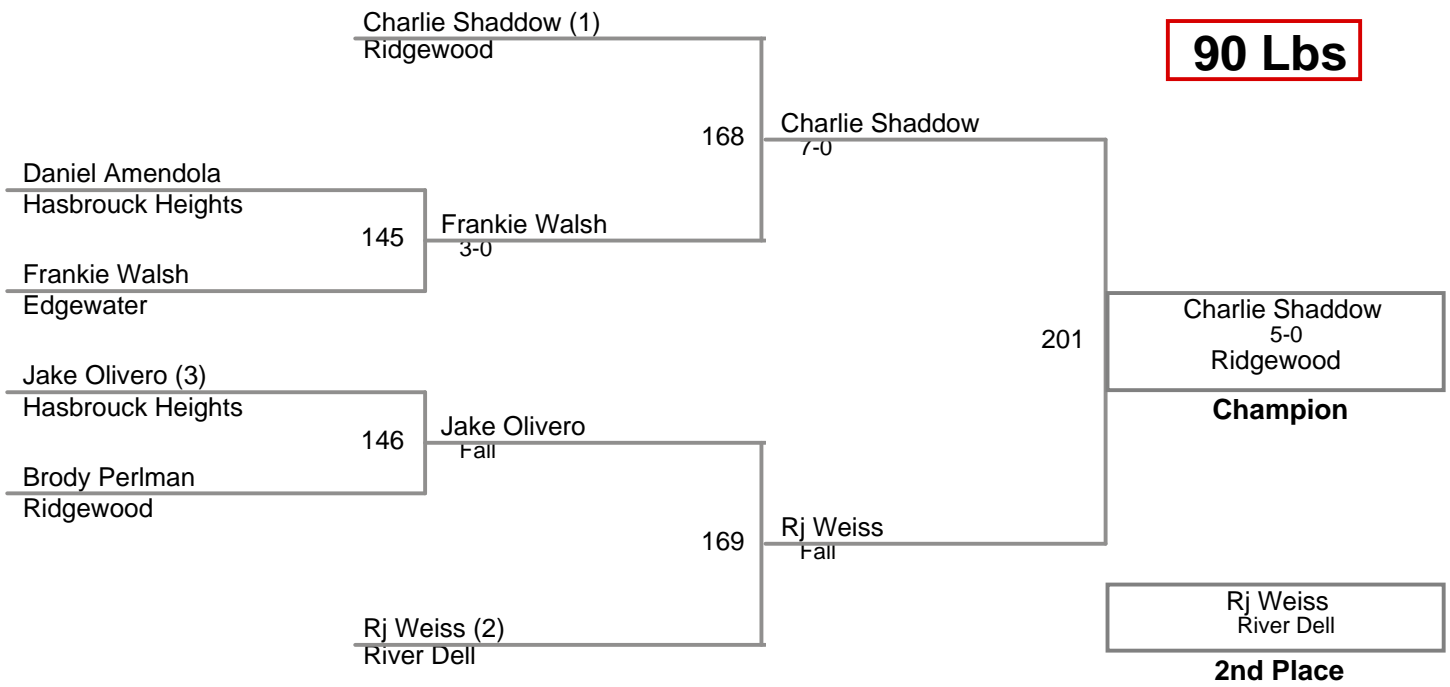 Charlie Shaddow (1)
Ridgewood
90 Lbs
168
Charlie Shaddow
7-0
Daniel Amendola
Hasbrouck Heights
145
Frankie Walsh
3-0
Frankie Walsh
Edgewater
201
Charlie Shaddow
5-0
Ridgewood
Champion
Jake Olivero (3)
Hasbrouck Heights
146
Jake Olivero
Fall
Brody Perlman
Ridgewood
169
Rj Weiss
Fall
Rj Weiss (2)
River Dell
Rj Weiss
River Dell
2nd Place